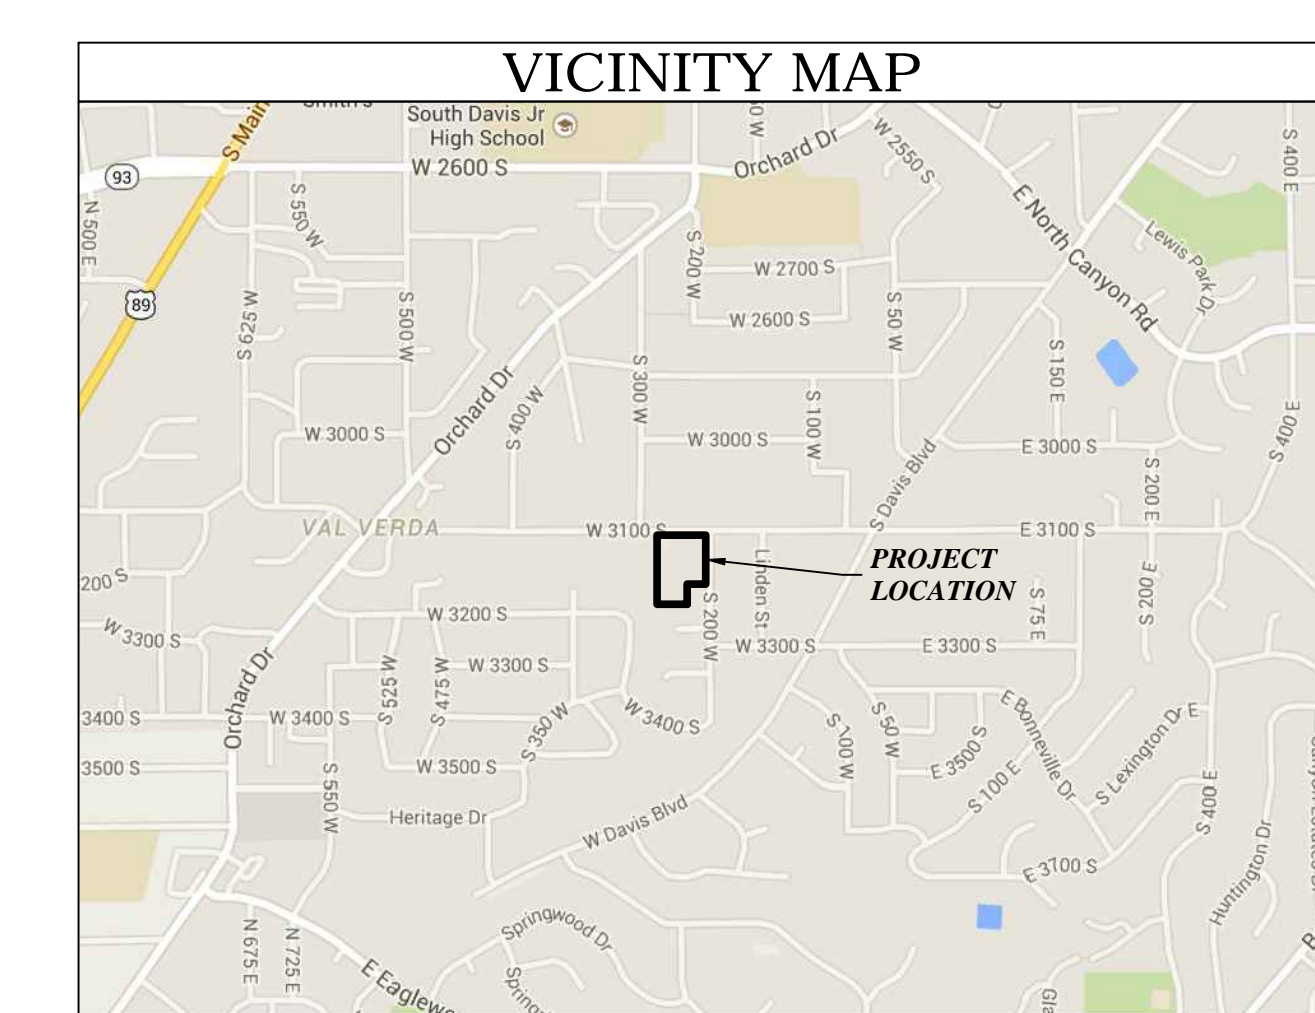 VICINITY MAP
S Main
South Davis Jr
High School
93
W 2600 S
Orchard Dr
W 2550 S
S 400 E
N 500 E
S 550 W
E North Canyon Rd
Lewis Park Dr
S 200 W
W 2700 S
89
S 625 W
S 500 W
W 2600 S
S 50 W
S 150 E
Orchard Dr
S 400 W
S 300 W
S 100 W
W 3000 S
W 3000 S
S Davis Blvd
E 3000 S
S 400 E
S 200 E
VAL VERDA
W 3100 S
E 3100 S
PROJECT
LOCATION
Linden St
200 S
S 200 W
S 75 E
S 200 E
W 3300 S
W 3200 S
W 3300 S
E 3300 S
Orchard Dr
S 525 W
S 475 W
W 3300 S
3400 S
W 3400 S
S 350 W
W 3400 S
S 100 W
S 50 W
E Bonneville Dr
S Lexington Dr E
3500 S
W 3500 S
E 3500 S
S 100 E
S 400 E
S 550 W
Heritage Dr
W Davis Blvd
E 3700 S
Huntington Dr
Springwood Dr
N 675 E
N 725 E
E Eaglew
Spring
Gla